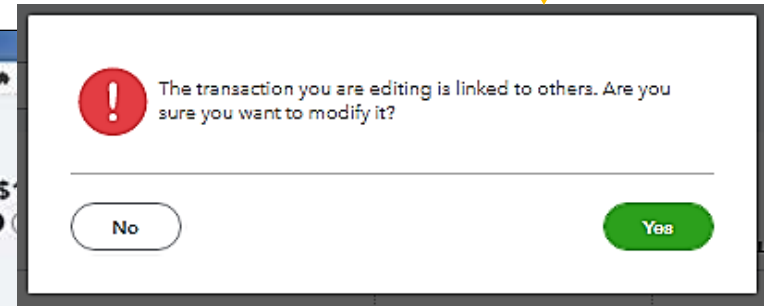 The transaction you are editing is linked to others. Are you
sure you want to modify it?
No
Yes